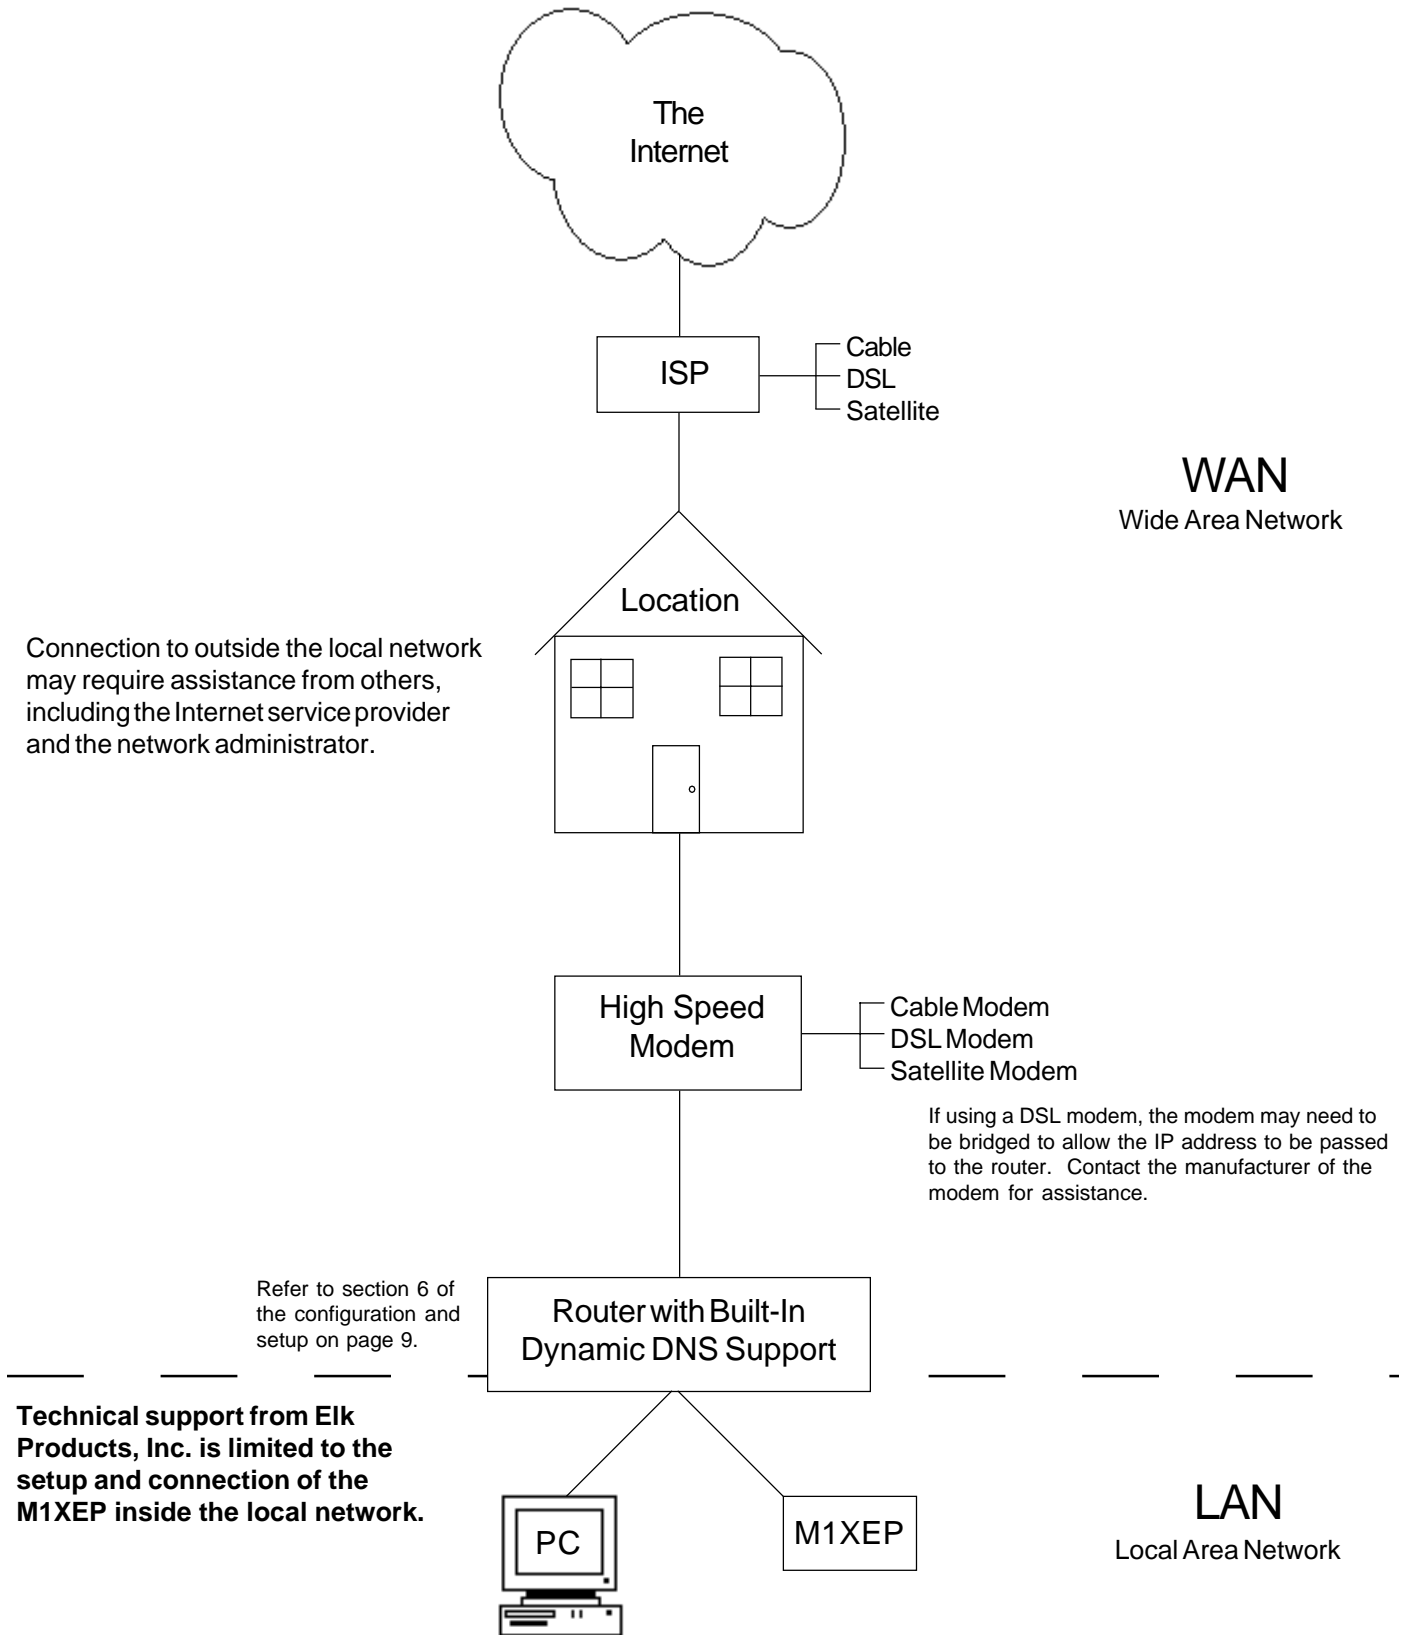 The
Internet
ISP
Cable
DSL
Satellite
WAN
Wide Area Network
Location
Connection to outside the local network
may require assistance from others,
including the Internet service provider
and the network administrator.
High Speed
Modem
Cable Modem
DSL Modem
Satellite Modem
If using a DSL modem, the modem may need to
be bridged to allow the IP address to be passed
to the router. Contact the manufacturer of the
modem for assistance.
Refer to section 6 of
the configuration and
setup on page 9.
Router with Built-In
Dynamic DNS Support
Technical support from Elk
Products, Inc. is limited to the
setup and connection of the
M1XEP inside the local network.
PC
M1XEP
LAN
Local Area Network